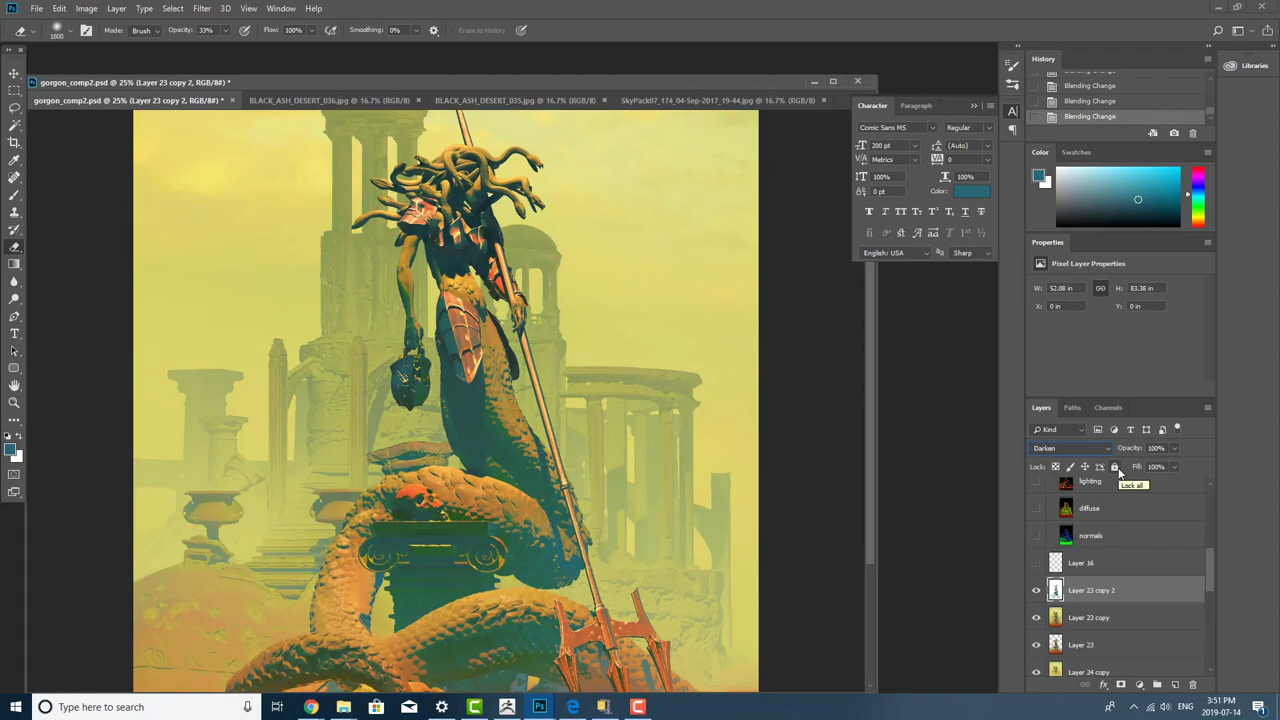 File Edit Image Layer Type Select Filter 3D View Window Help
1800 Mode: Brush Opacity: 33% Flow: 100% Smoothing: 0% Erase to History
gorgon_comp2.psd @ 25% (Layer 23 copy 2, RGB/8#) *
gorgon_comp2.psd @ 25% (Layer 23 copy 2, RGB/8#) * BLACK_ASH_DESERT_036.jpg @ 16.7% (RGB/8) BLACK_ASH_DESERT_035.jpg @ 16.7% (RGB/8) SkyPack07_174_04-Sep-2017_19-44.jpg @ 16.7% (RGB/8)
Character Paragraph
Comic Sans MS Regular
200 pt (Auto)
Metrics 0
100% 100%
0 pt Color:
English: USA Sharp
History
Blending Change
Blending Change
Blending Change
Libraries
Color Swatches
Properties
Pixel Layer Properties
W: 52.08 in H: 83.38 in
X: 0 in Y: 0 in
Layers Paths Channels
Kind
Darken Opacity: 100%
Lock: Fill: 100%
lighting
Lock all
diffuse
normals
Layer 16
Layer 23 copy 2
Layer 23 copy
Layer 23
Layer 24 copy
Type here to search
ENG
3:51 PM
2019-07-14